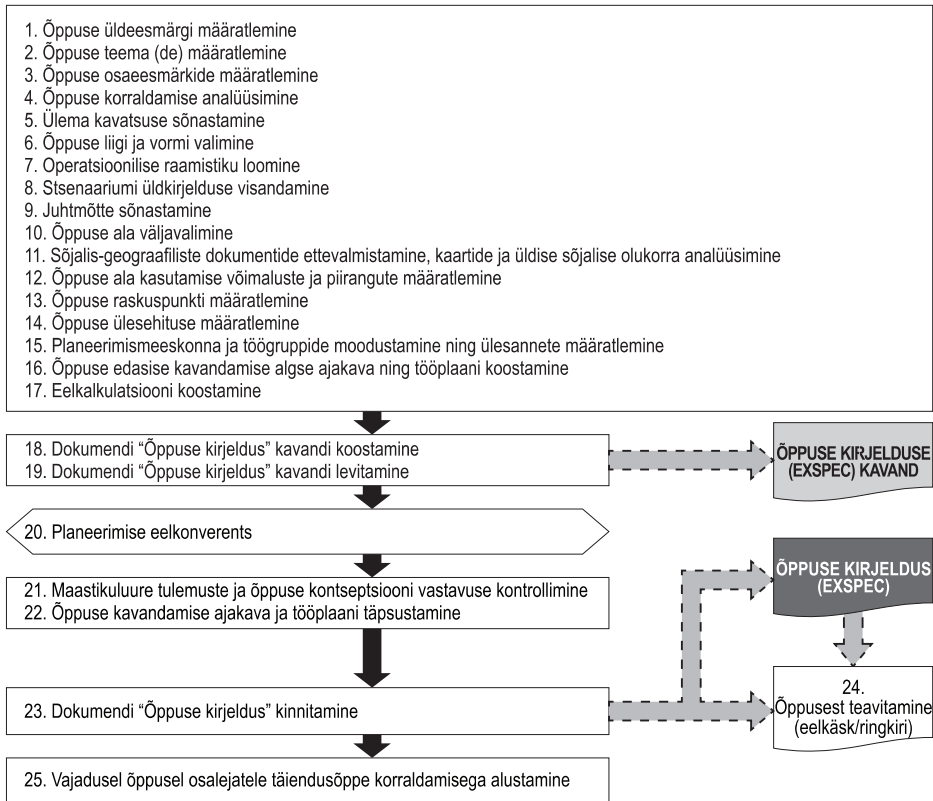 1. Õppuse üldeesmärgi määratlemine
2. Õppuse teema (de) määratlemine
3. Õppuse osaeesmärkide määratlemine
4. Õppuse korraldamise analüüsimine
5. Ülema kavatsuse sõnastamine
6. Õppuse liigi ja vormi valimine
7. Operatsioonilise raamistiku loomine
8. Stsenaariumi üldkirjelduse visandamine
9. Juhtmõtte sõnastamine
10. Õppuse ala väljavalimine
11. Sõjalis-geograafiliste dokumentide ettevalmistamine, kaartide ja üldise sõjalise olukorra analüüsimine
12. Õppuse ala kasutamise võimaluste ja piirangute määratlemine
13. Õppuse raskuspunkti määratlemine
14. Õppuse ülesehituse määratlemine
15. Planeerimismeeskonna ja töögruppide moodustamine ning ülesannete määratlemine
16. Õppuse edasise kavandamise algse ajakava ning tööplaani koostamine
17. Eelkalkulatsiooni koostamine
18. Dokumendi “Õppuse kirjeldus” kavandi koostamine
19. Dokumendi “Õppuse kirjeldus” kavandi levitamine
ÕPPUSE KIRJELDUSE
(EXSPEC) KAVAND
20. Planeerimise eelkonverents
21. Maastikuluure tulemuste ja õppuse kontseptsiooni vastavuse kontrollimine
22. Õppuse kavandamise ajakava ja tööplaani täpsustamine
ÕPPUSE KIRJELDUS
(EXSPEC)
23. Dokumendi “Õppuse kirjeldus” kinnitamine
24.
Õppusest teavitamine
(eelkäsk/ringkiri)
25. Vajadusel õppusel osalejatele täiendusõppe korraldamisega alustamine